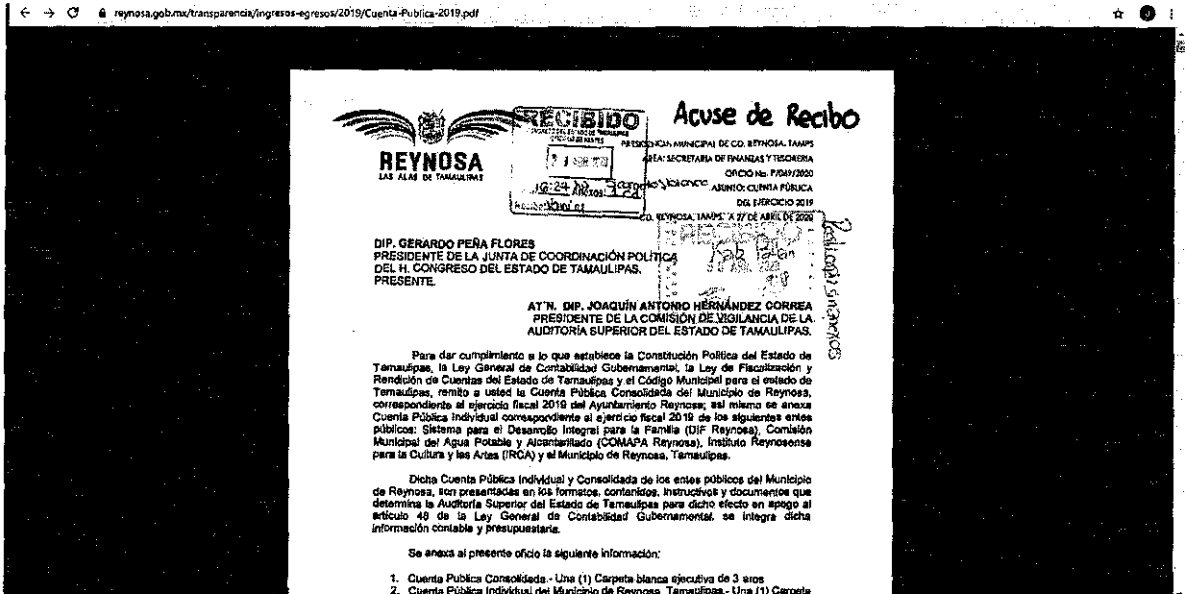 reynosa.gob.mx/transparencia/ingresos-egresos/2019/Cuenta-Publica-2019.pdf
Acuse de Recibo
RECIBIDO
PRESIDENCIA MUNICIPAL DE CD. REYNOSA, TAMPS
REYNOSA
ÁREA: SECRETARIA DE FINANZAS Y TESORERIA
LAS ALAS DE TAMAULIPAS
OFICIO No. P/049/2020
16:24 Anexos:
ASUNTO: CUENTA PÚBLICA
DEL EJERCICIO 2019
CD. REYNOSA, TAMPS. A 27 DE ABRIL DE 2020
RECIBIDO
DIP. GERARDO PEÑA FLORES
PRESIDENTE DE LA JUNTA DE COORDINACIÓN POLÍTICA
DEL H. CONGRESO DEL ESTADO DE TAMAULIPAS.
PRESENTE.
AT'N. DIP. JOAQUÍN ANTONIO HERNÁNDEZ CORREA
PRESIDENTE DE LA COMISIÓN DE VIGILANCIA DE LA
AUDITORÍA SUPERIOR DEL ESTADO DE TAMAULIPAS.
Para dar cumplimiento a lo que establece la Constitución Política del Estado de
Tamaulipas, la Ley General de Contabilidad Gubernamental, la Ley de Fiscalización y
Rendición de Cuentas del Estado de Tamaulipas y el Código Municipal para el estado de
Tamaulipas, remito a usted la Cuenta Pública Consolidada del Municipio de Reynosa,
correspondiente al ejercicio fiscal 2019 del Ayuntamiento Reynosa; así mismo se anexa
Cuenta Pública Individual correspondiente al ejercicio fiscal 2019 de los siguientes entes
públicos: Sistema para el Desarrollo Integral para la Familia (DIF Reynosa), Comisión
Municipal del Agua Potable y Alcantarillado (COMAPA Reynosa), Instituto Reynosense
para la Cultura y las Artes (IRCA) y el Municipio de Reynosa, Tamaulipas.
Dicha Cuenta Pública Individual y Consolidada de los entes públicos del Municipio
de Reynosa, son presentadas en los formatos, contenidos, instructivos y documentos que
determina la Auditoría Superior del Estado de Tamaulipas para dicho efecto en apego al
artículo 48 de la Ley General de Contabilidad Gubernamental, se integra dicha
información contable y presupuestaria.
Se anexa al presente oficio la siguiente información:
1. Cuenta Publica Consolidada.- Una (1) Carpeta blanca ejecutiva de 3 aros
2. Cuenta Pública Individual del Municipio de Reynosa, Tamaulipas.- Una (1) Carpeta